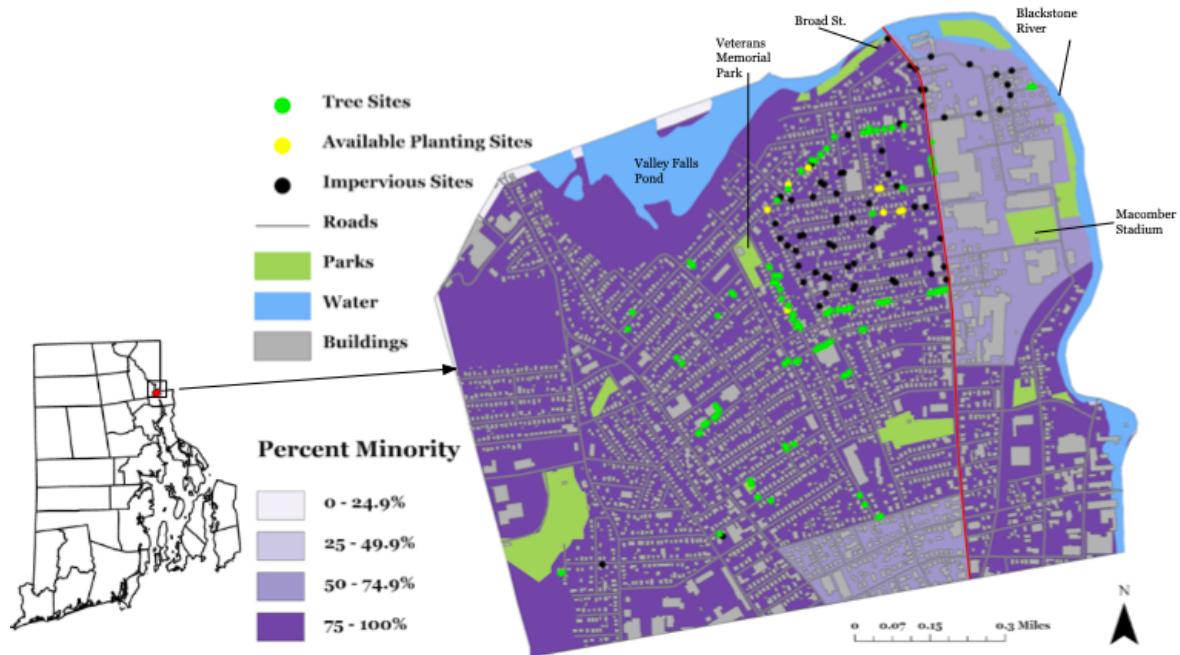 Broad St.
Blackstone
River
Veterans
Memorial
Park
Tree Sites
Available Planting Sites
Impervious Sites
Roads
Parks
Water
Buildings
Valley Falls
Pond
Macomber
Stadium
Percent Minority
0 - 24.9%
25 - 49.9%
50 - 74.9%
75 - 100%
N
0 0.07 0.15 0.3 Miles